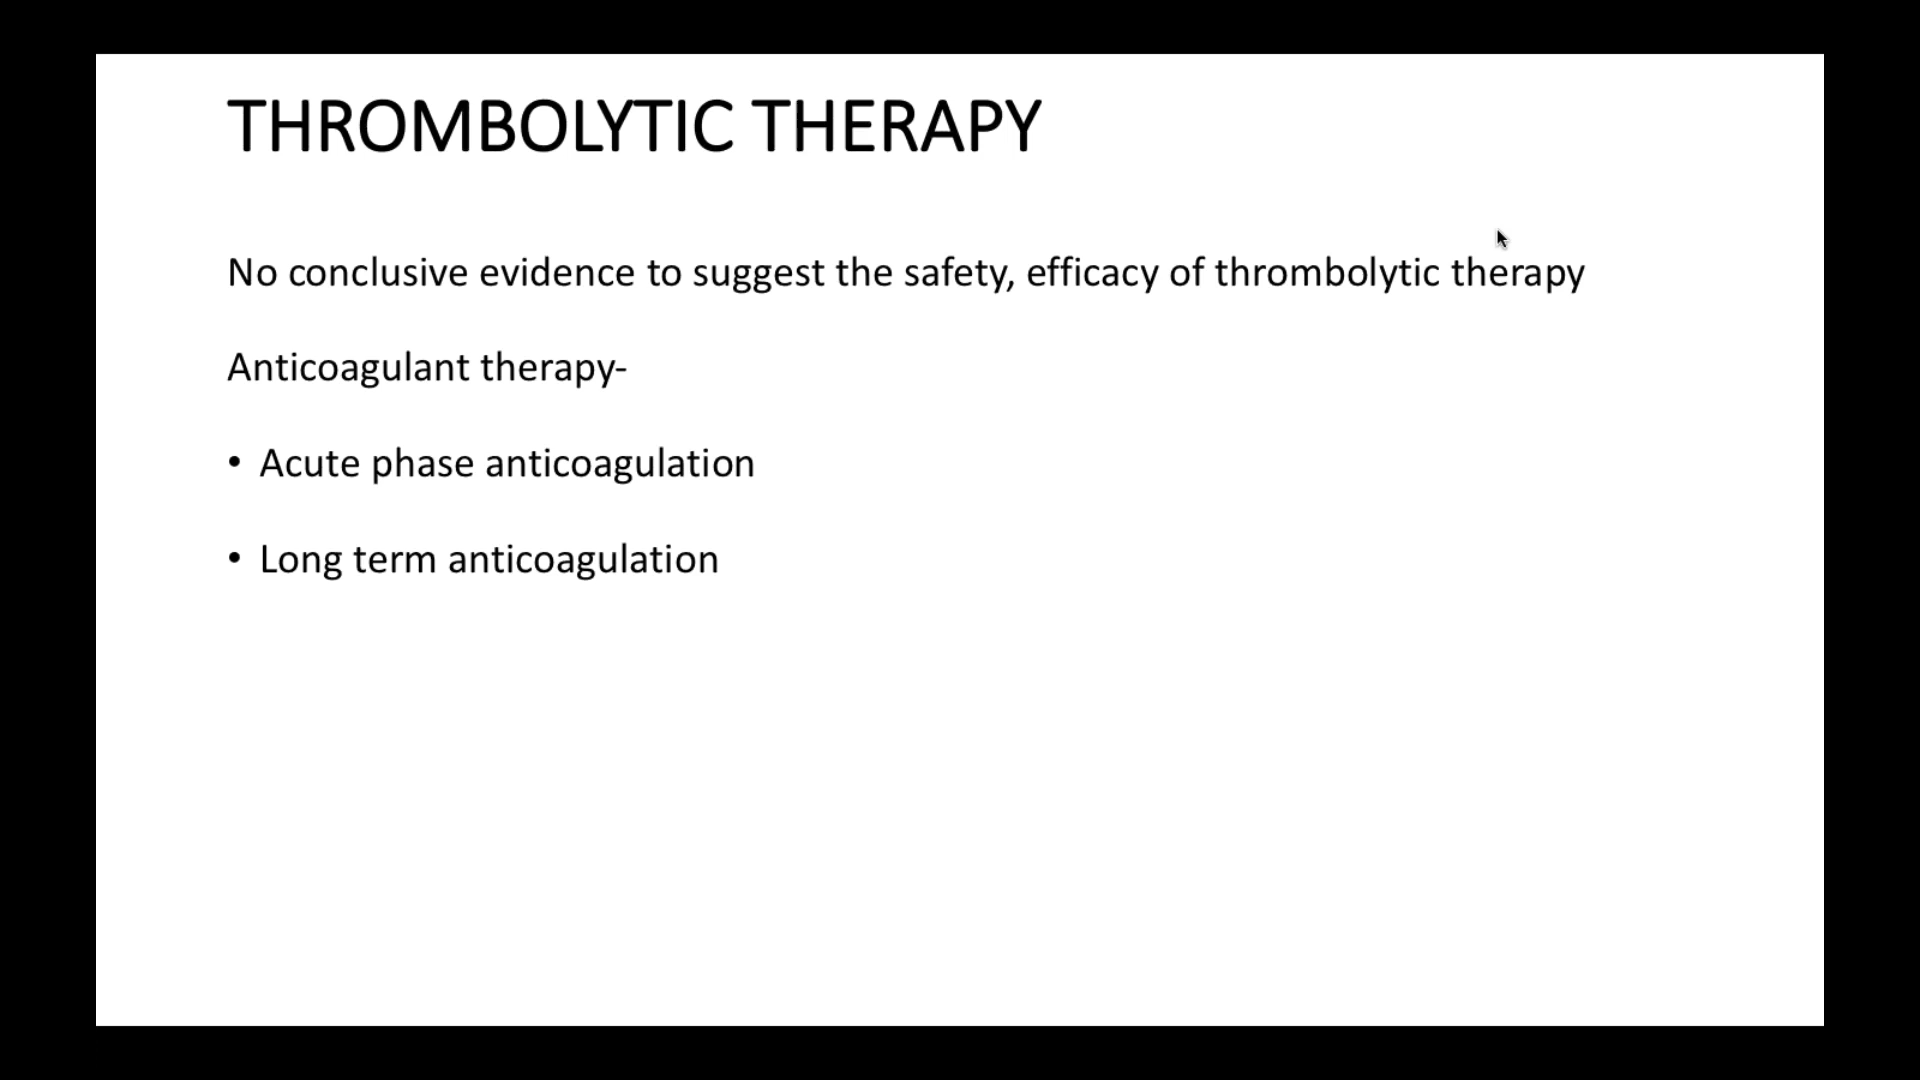 THROMBOLYTIC THERAPY
No conclusive evidence to suggest the safety, efficacy of thrombolytic therapy
Anticoagulant therapy-
• Acute phase anticoagulation
• Long term anticoagulation